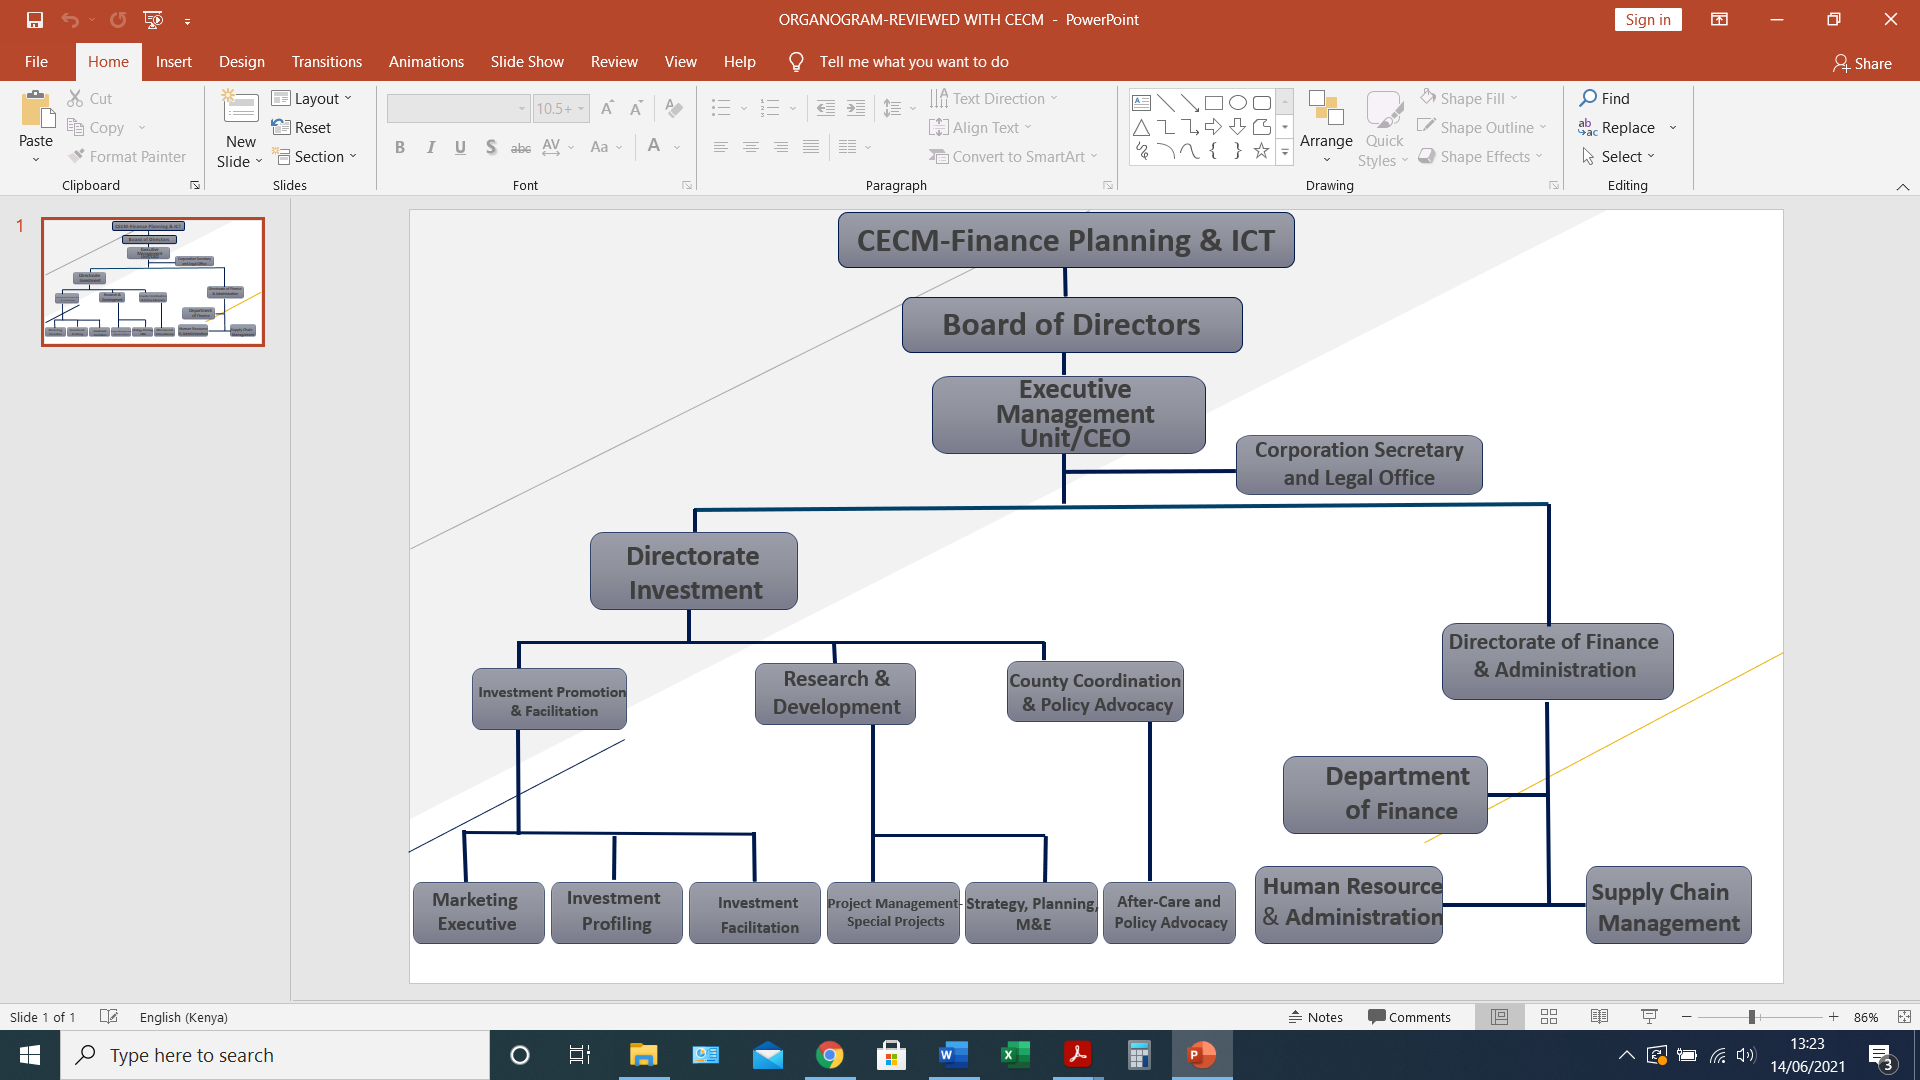 ORGANOGRAM-REVIEWED WITH CECM - PowerPoint
Sign in
File
Home
Insert
Design
Transitions
Animations
Slide Show
Review
View
Help
Tell me what you want to do
Share
Paste
Cut
Copy
Format Painter
Clipboard
New
Slide
Layout
Reset
Section
Slides
10.5+
Font
Text Direction
Align Text
Convert to SmartArt
Paragraph
Arrange
Quick
Styles
Shape Fill
Shape Outline
Shape Effects
Drawing
Find
Replace
Select
Editing
1
CECM-Finance Planning & ICT
Board of Directors
Executive
Management
Unit/CEO
Corporation Secretary
and Legal Office
Directorate
Investment
Directorate of Finance
& Administration
Investment Promotion
& Facilitation
Research &
Development
County Coordination
& Policy Advocacy
Department
of Finance
Marketing
Executive
Investment
Profiling
Investment
Facilitation
Project Management-
Special Projects
Strategy, Planning,
M&E
After-Care and
Policy Advocacy
Human Resource
& Administration
Supply Chain
Management
Slide 1 of 1
English (Kenya)
Notes
Comments
86%
Type here to search
13:23
14/06/2021
3